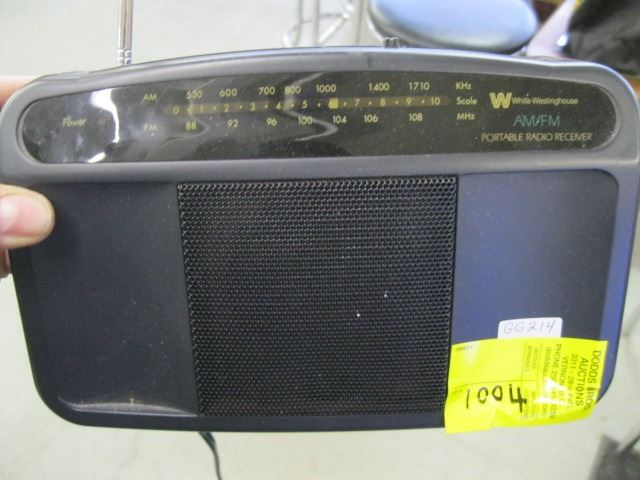 AM 530 600 700 800 1000 1400 1710 KHz
0 1 2 3 4 5 7 8 9 10 Scale
FM 88 92 96 100 104 106 108 MHz
Power
W White-Westinghouse
AM/FM
PORTABLE RADIO RECEIVER
GG214
1004
DODDS
AUCTIONS
VERNON
PHONE